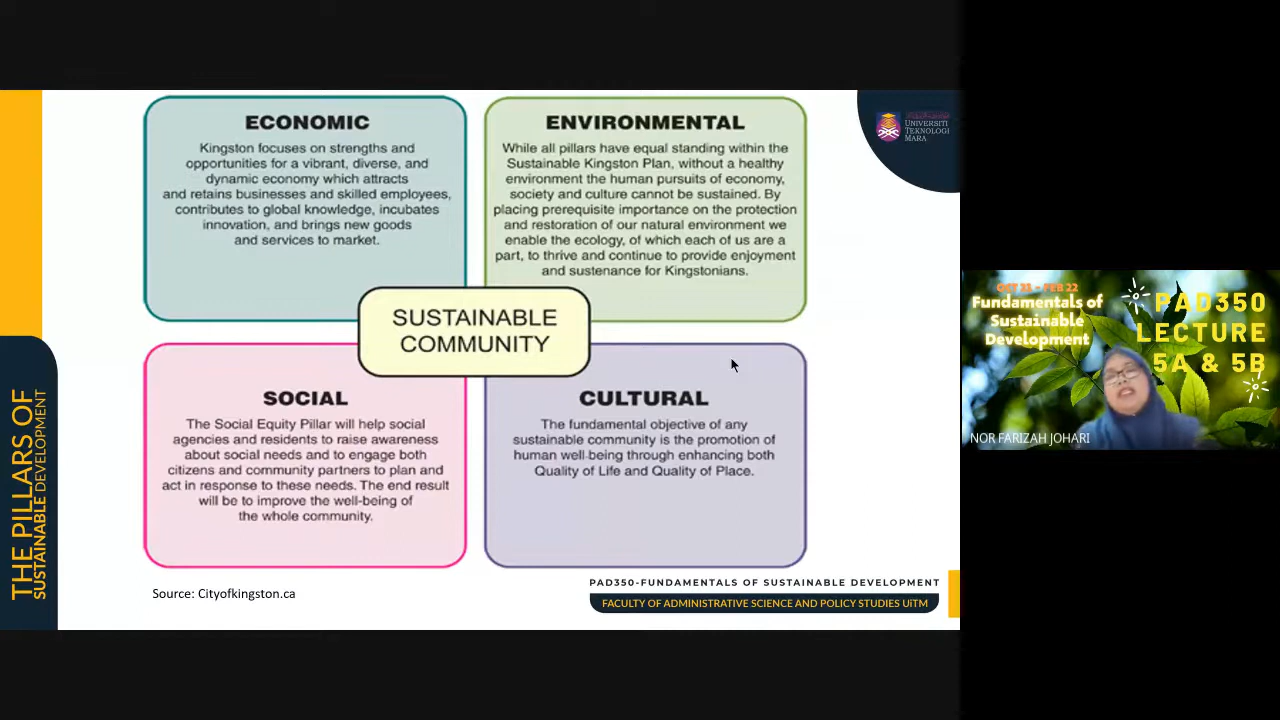 ECONOMIC
Kingston focuses on strengths and
opportunities for a vibrant, diverse, and
dynamic economy which attracts
and retains businesses and skilled employees,
contributes to global knowledge, incubates
innovation, and brings new goods
and services to market.
ENVIRONMENTAL
While all pillars have equal standing within the
Sustainable Kingston Plan, without a healthy
environment the human pursuits of economy,
society and culture cannot be sustained. By
placing prerequisite importance on the protection
and restoration of our natural environment we
enable the ecology, of which each of us are a
part, to thrive and continue to provide enjoyment
and sustenance for Kingstonians.
SUSTAINABLE
COMMUNITY
SOCIAL
The Social Equity Pillar will help social
agencies and residents to raise awareness
about social needs and to engage both
citizens and community partners to plan and
act in response to these needs. The end result
will be to improve the well-being of
the whole community.
CULTURAL
The fundamental objective of any
sustainable community is the promotion of
human well-being through enhancing both
Quality of Life and Quality of Place.
THE PILLARS OF
SUSTAINABLE DEVELOPMENT
Source: Cityofkingston.ca
PAD350-FUNDAMENTALS OF SUSTAINABLE DEVELOPMENT
FACULTY OF ADMINISTRATIVE SCIENCE AND POLICY STUDIES UiTM
UNIVERSITI
TEKNOLOGI
MARA
OCT 21 - FEB 22
Fundamentals of
Sustainable
Development
PAD350
LECTURE
5A & 5B
NOR FARIZAH JOHARI